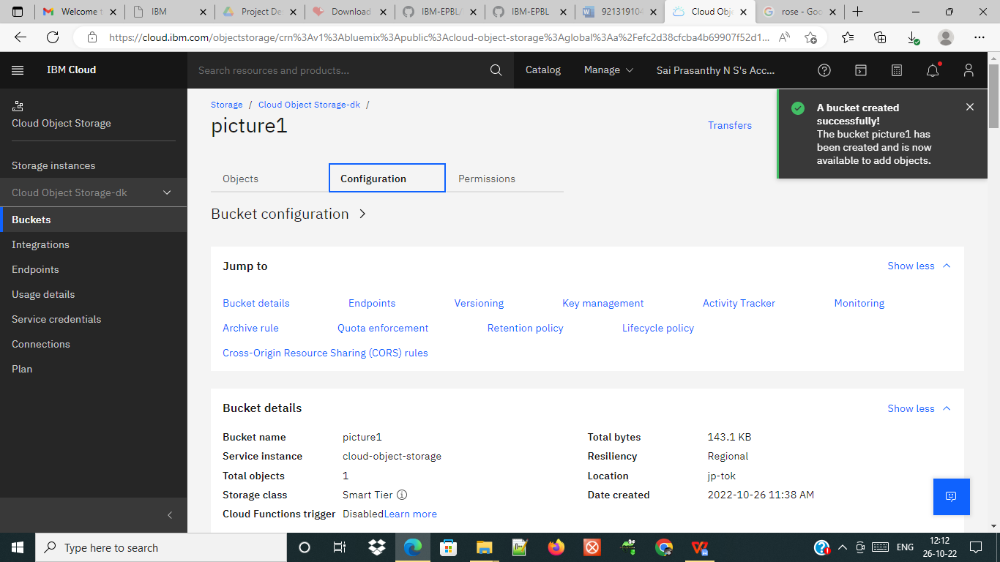 Welcome t
IBM
Project De
Download
IBM-EPBL/
IBM-EPBL
921319104
Cloud Obje
rose - Goo
https://cloud.ibm.com/objectstorage/crn%3Av1%3Abluemix%3Apublic%3Acloud-object-storage%3Aglobal%3Aa%2Fefc2d38cfcba4b69907f52d1...
IBM Cloud
Search resources and products...
Catalog
Manage
Sai Prasanthy N S's Acc...
Cloud Object Storage
Storage instances
Cloud Object Storage-dk
Buckets
Integrations
Endpoints
Usage details
Service credentials
Connections
Plan
Storage / Cloud Object Storage-dk /
picture1
Transfers
A bucket created
successfully!
The bucket picture1 has
been created and is now
available to add objects.
Objects
Configuration
Permissions
Bucket configuration
Jump to
Show less
Bucket details
Endpoints
Versioning
Key management
Activity Tracker
Monitoring
Archive rule
Quota enforcement
Retention policy
Lifecycle policy
Cross-Origin Resource Sharing (CORS) rules
Bucket details
Show less
Bucket name picture1
Total bytes 143.1 KB
Service instance cloud-object-storage
Resiliency Regional
Total objects 1
Location jp-tok
Storage class Smart Tier
Date created 2022-10-26 11:38 AM
Cloud Functions trigger DisabledLearn more
Type here to search
ENG
12:12
26-10-22